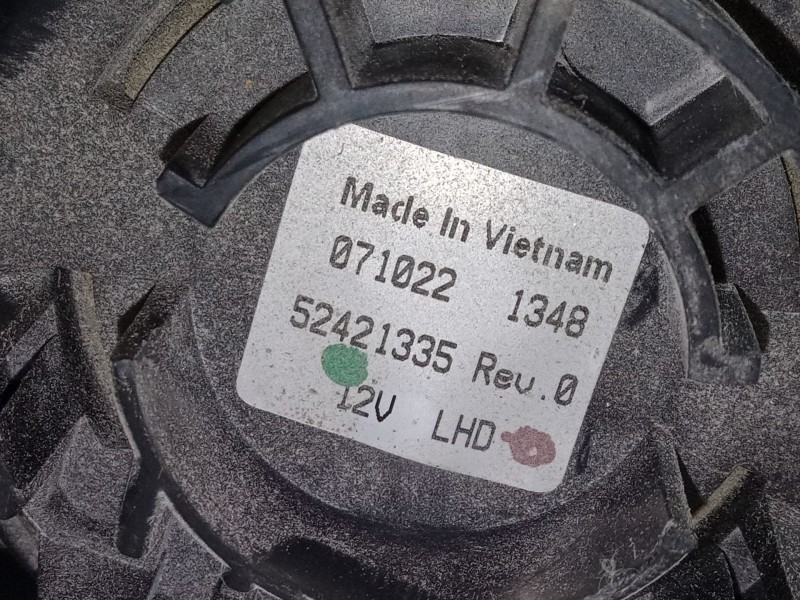 Made In Vietnam
071022 1348
52421335 Rev.0
12V LHD